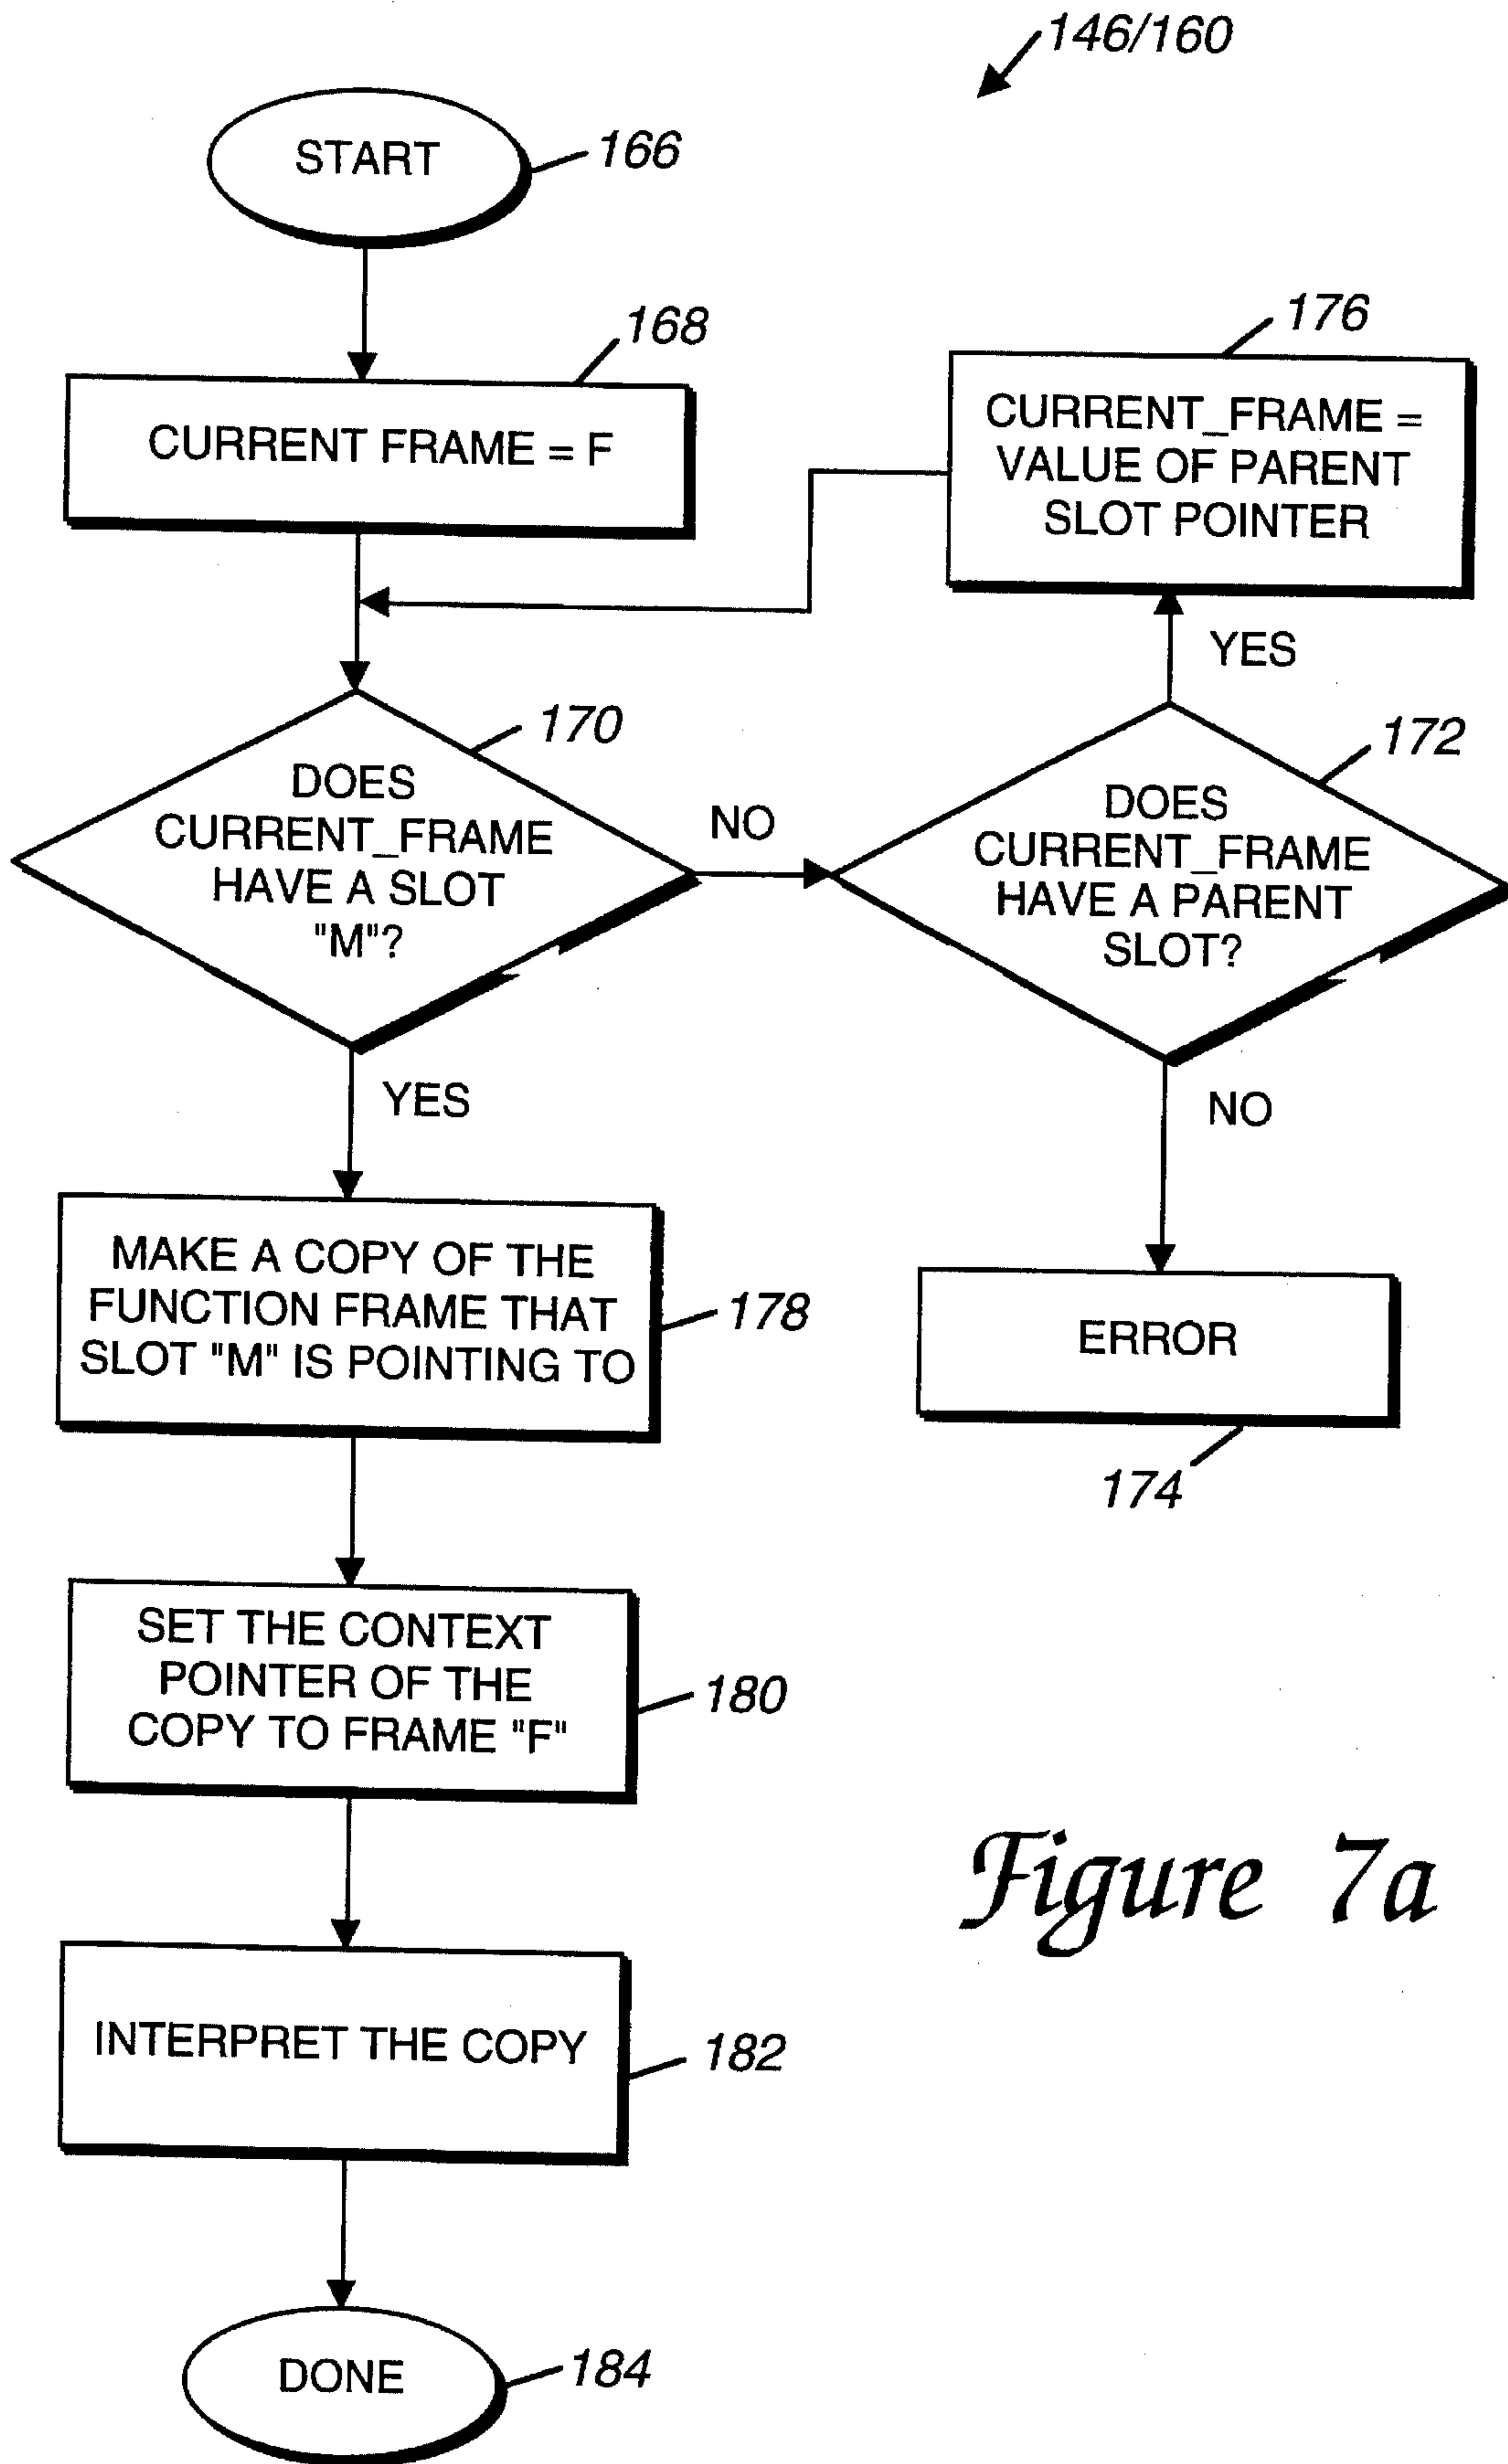 146/160
START
166
168
CURRENT FRAME = F
176
CURRENT_FRAME =
VALUE OF PARENT
SLOT POINTER
YES
170
DOES
CURRENT_FRAME
HAVE A SLOT
"M"?
NO
172
DOES
CURRENT_FRAME
HAVE A PARENT
SLOT?
YES
NO
MAKE A COPY OF THE
FUNCTION FRAME THAT
SLOT "M" IS POINTING TO
178
ERROR
174
SET THE CONTEXT
POINTER OF THE
COPY TO FRAME "F"
180
INTERPRET THE COPY
182
DONE
184
Figure 7a